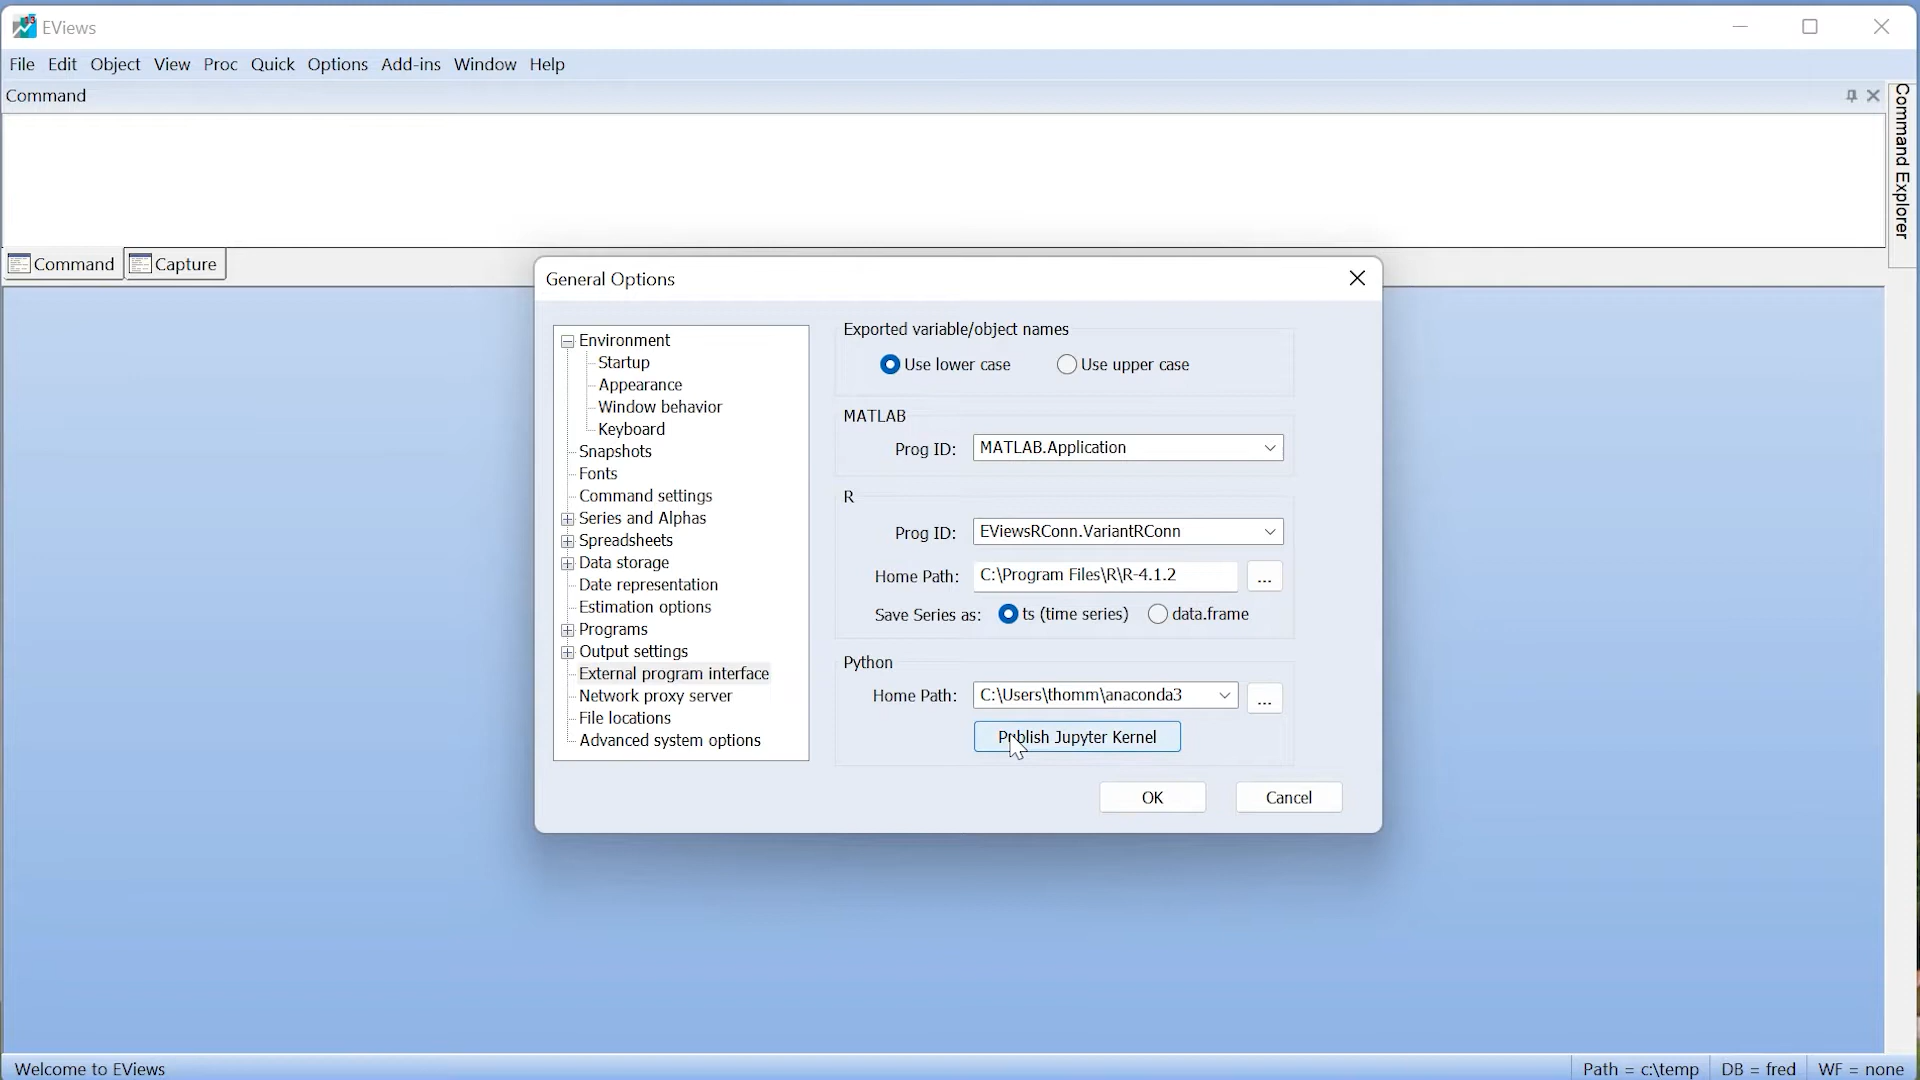 EViews
File Edit Object View Proc Quick Options Add-ins Window Help
Command
Command Explorer
Command Capture
General Options
Environment
Startup
Appearance
Window behavior
Keyboard
Snapshots
Fonts
Command settings
Series and Alphas
Spreadsheets
Data storage
Date representation
Estimation options
Programs
Output settings
External program interface
Network proxy server
File locations
Advanced system options
Exported variable/object names
Use lower case Use upper case
MATLAB
Prog ID: MATLAB.Application
R
Prog ID: EViewsRConn.VariantRConn
Home Path: C:\Program Files\R\R-4.1.2 ...
Save Series as: ts (time series) data.frame
Python
Home Path: C:\Users\thomm\anaconda3 ...
Publish Jupyter Kernel
OK Cancel
Welcome to EViews Path = c:\temp DB = fred WF = none